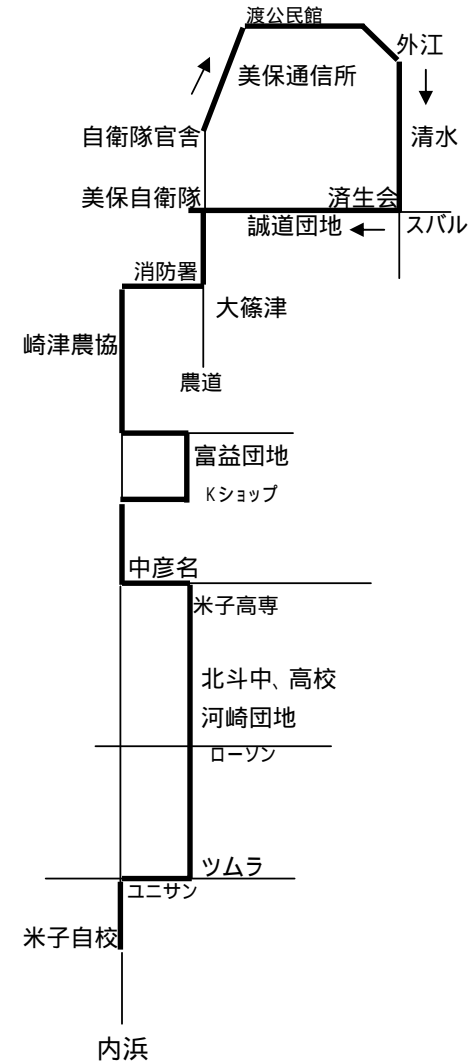 渡公民館
外江
美保通信所
自衛隊官舎
清水
美保自衛隊
済生会
誠道団地
スバル
消防署
大篠津
崎津農協
農道
富益団地
Kショップ
中彦名
米子高専
北斗中、高校
河崎団地
ローソン
ツムラ
ユニサン
米子自校
内浜